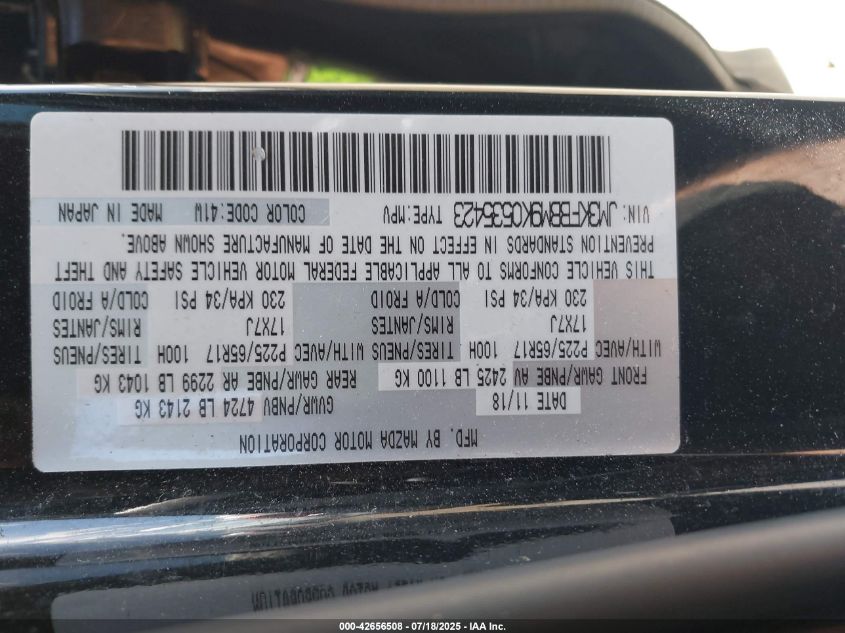 MFD. BY MAZDA MOTOR CORPORATION
DATE 11/18 GVWR/PNBV 4724 LB 2143 KG
FRONT GAWR/PNBE AV 2425 LB 1100 KG REAR GAWR/PNBE AR 2299 LB 1043 KG
WITH/AVEC P225/65R17 100H TIRES/PNEUS WITH/AVEC P225/65R17 100H TIRES/PNEUS
17X7J RIMS/JANTES 17X7J RIMS/JANTES
230 KPA/34 PSI COLD/A FROID 230 KPA/34 PSI COLD/A FROID
THIS VEHICLE CONFORMS TO ALL APPLICABLE FEDERAL MOTOR VEHICLE SAFETY AND THEFT
PREVENTION STANDARDS IN EFFECT ON THE DATE OF MANUFACTURE SHOWN ABOVE.
VIN: JM3KFBBM9K0535423 TYPE:MPV COLOR CODE:41W MADE IN JAPAN
000-42656508 / 07/18/2025 - IAA Inc.